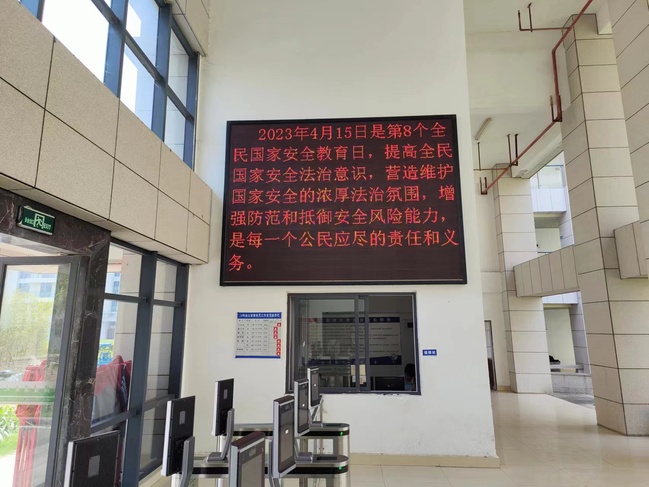 2023年4月15日是第8个全
民国家安全教育日，提高全民
国家安全法治意识，营造维护
国家安全的浓厚法治氛围，增
强防范和抵御安全风险能力，
是每一个公民应尽的责任和义
务。